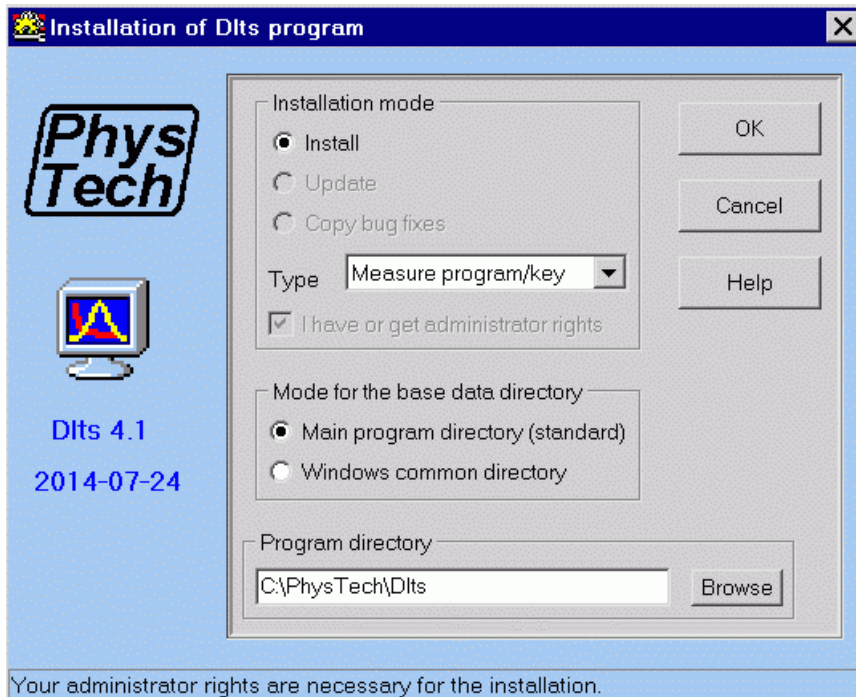 Installation of Dlts program
Phys
Tech
Dlts 4.1
2014-07-24
Installation mode
Install
Update
Copy bug fixes
Type Measure program/key
I have or get administrator rights
OK
Cancel
Help
Mode for the base data directory
Main program directory (standard)
Windows common directory
Program directory
C:\PhysTech\Dlts
Browse
Your administrator rights are necessary for the installation.